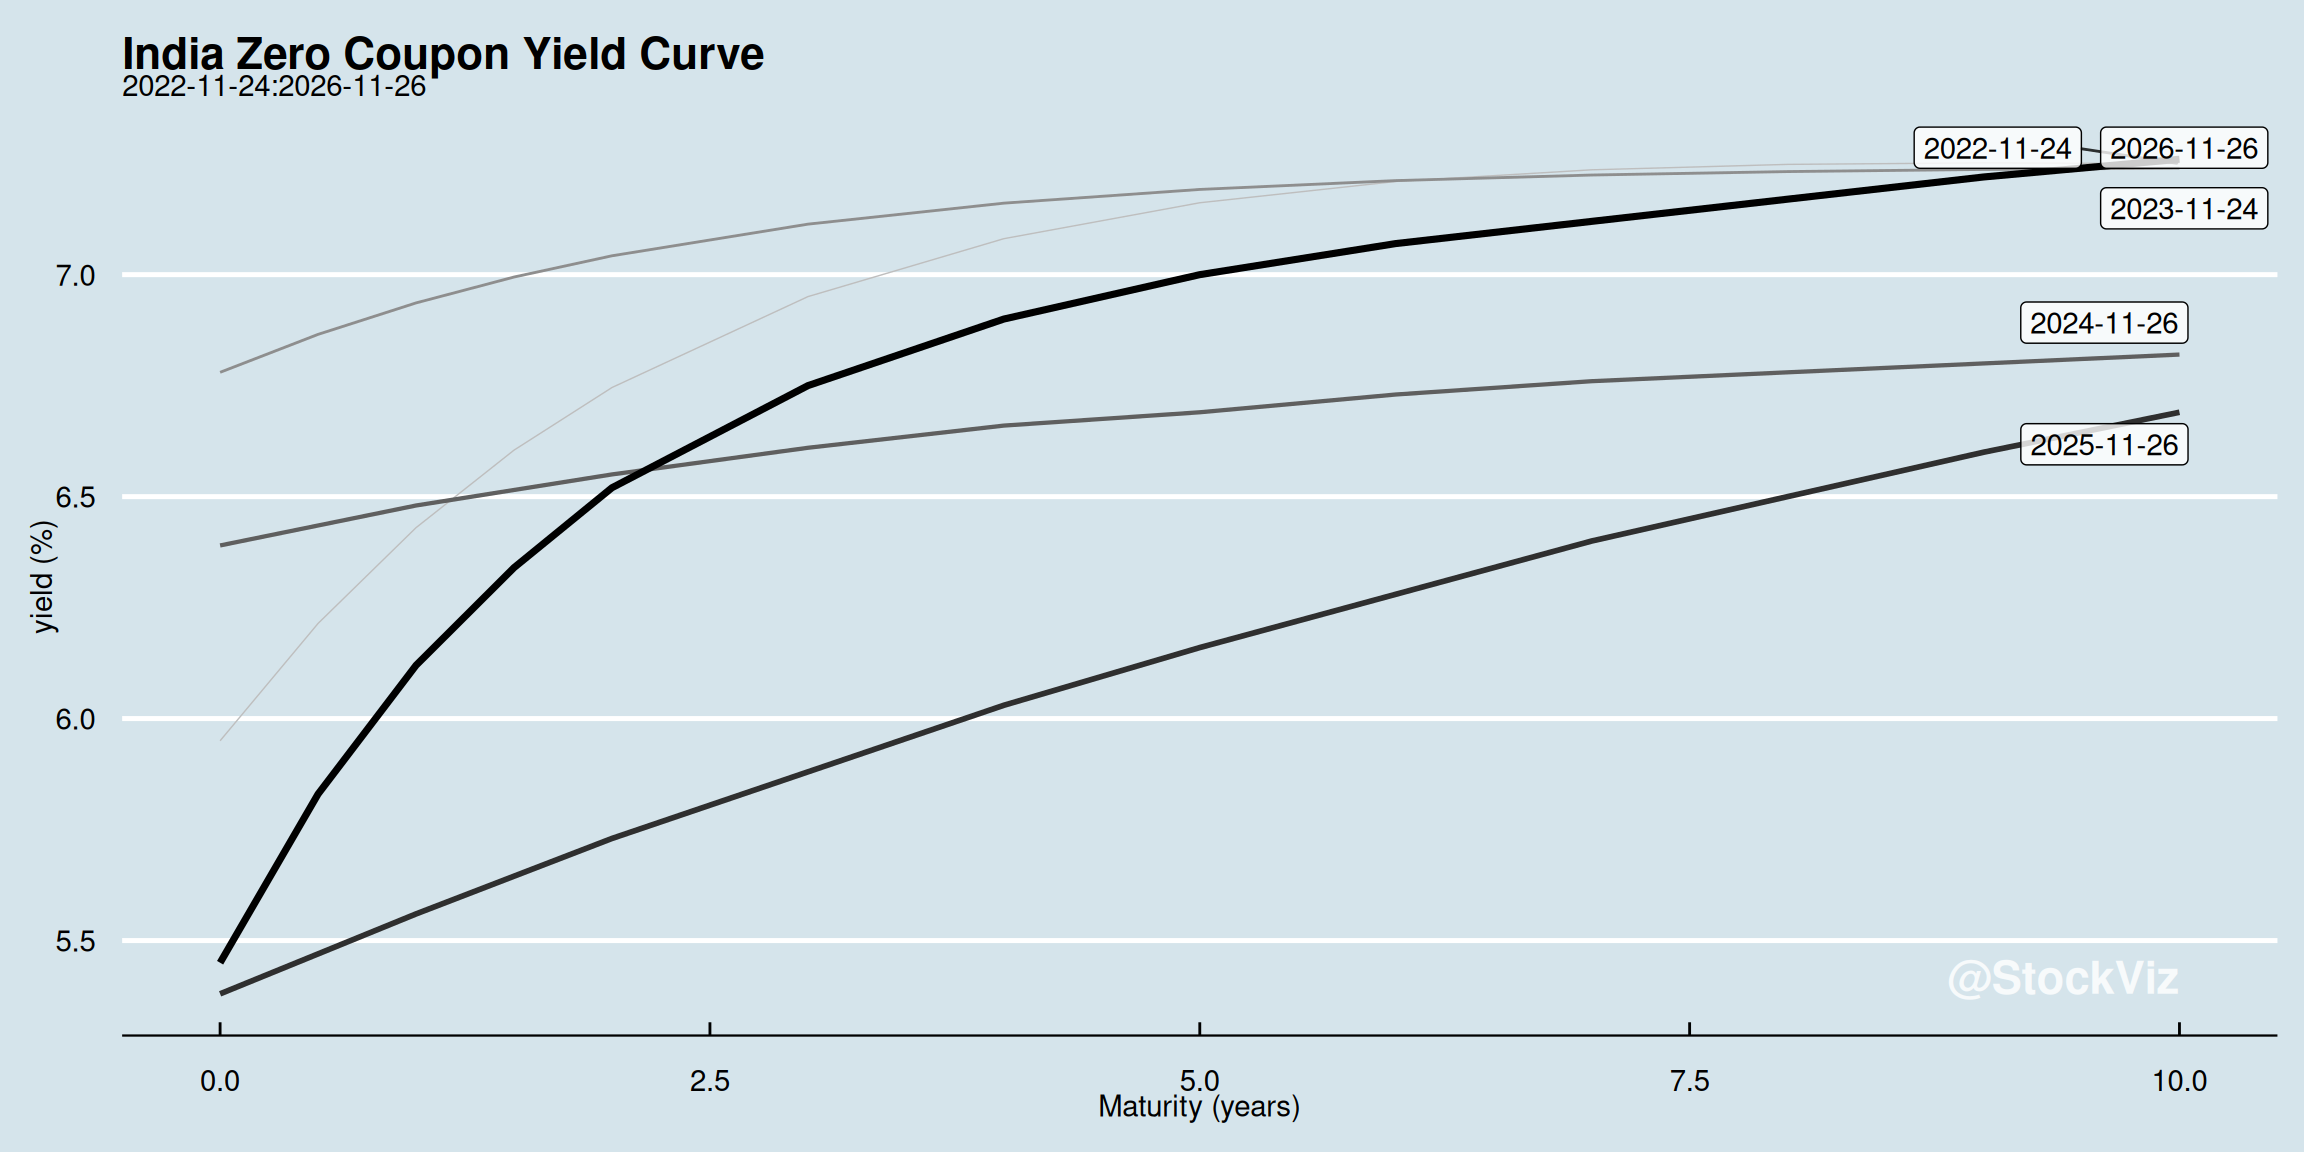 India Zero Coupon Yield Curve
2022-11-24:2026-11-26
2022-11-24
2026-11-26
2023-11-24
2024-11-26
2025-11-26
7.0
6.5
6.0
5.5
yield (%)
@StockViz
0.0 2.5 5.0 7.5 10.0
Maturity (years)